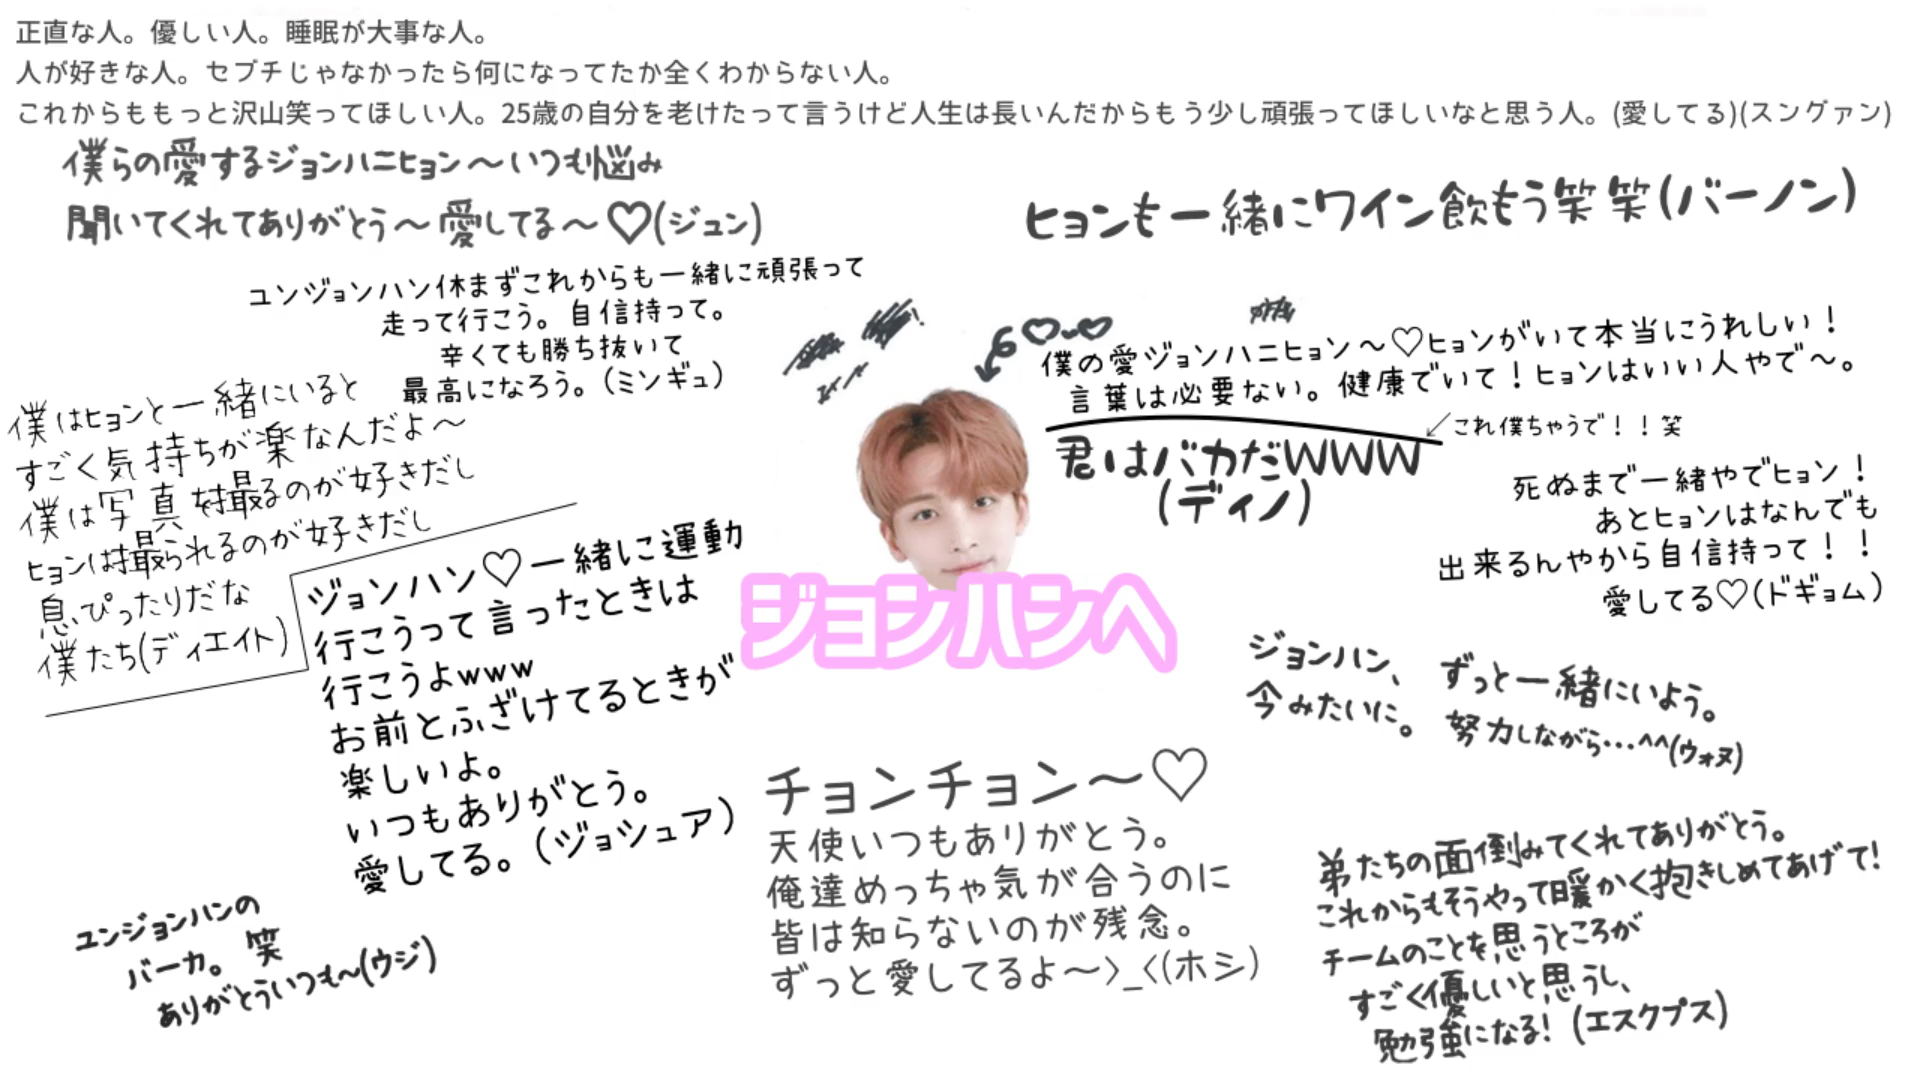 正直な人。優しい人。睡眠が大事な人。
人が好きな人。セブチじゃなかったら何になってたか全くわからない人。
これからももっと沢山笑ってほしい人。25歳の自分を老けたって言うけど人生は長いんだからもう少し頑張ってほしいなと思う人。(愛してる)(スングァン)
僕らの愛するジョンハニヒョン〜いつも悩み
聞いてくれてありがとう〜愛してる〜♡(ジュン)
ヒョンも一緒にワイン飲もう笑笑(バーノン)
ユンジョンハン休まずこれからも一緒に頑張って
走って行こう。自信持って。
辛くても勝ち抜いて
最高になろう。(ミンギュ)
僕の愛ジョンハニヒョン〜♡ヒョンがいて本当にうれしい！
言葉は必要ない。健康でいて！ヒョンはいい人やで〜。
君はバカだWWW
(ディノ)
↙これ僕ちゃうで！！笑
死ぬまで一緒やでヒョン！
あとヒョンはなんでも
出来るんやから自信持って！！
愛してる♡(ドギョム)
僕はヒョンと一緒にいると
すごく気持ちが楽なんだよ〜
僕は写真を撮るのが好きだし
ヒョンは撮られるのが好きだし
息ぴったりだな
僕たち(ディエイト)
ジョンハン♡一緒に運動
行こうって言ったときは
行こうよwww
お前とふざけてるときが
楽しいよ。
いつもありがとう。
愛してる。(ジョシュア)
ジョンハンへ
ジョンハン、ずっと一緒にいよう。
今みたいに。努力しながら…^^(ウォヌ)
チョンチョン〜♡
天使いつもありがとう。
俺達めっちゃ気が合うのに
皆は知らないのが残念。
ずっと愛してるよ〜>_<(ホシ)
弟たちの面倒みてくれてありがとう。
これからもそうやって暖かく抱きしめてあげて!
チームのことを思うところが
すごく優しいと思うし、
勉強になる!(エスクプス)
ユンジョンハンの
バーカ。笑
ありがとういつも〜(ウジ)